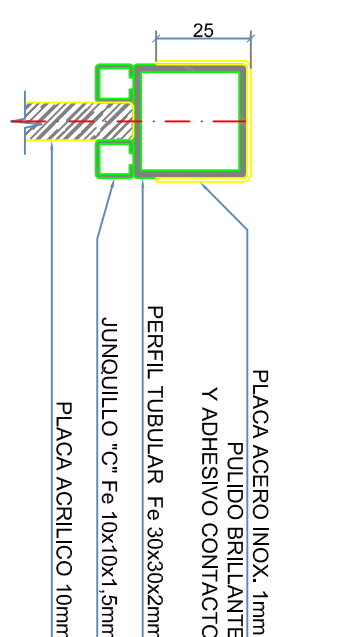 25
PLACA ACERO INOX. 1mm
PULIDO BRILLANTE
Y ADHESIVO CONTACTO
PERFIL TUBULAR Fe 30x30x2mm
JUNQUILLO "C" Fe 10x10x1,5mm
PLACA ACRILICO 10mm